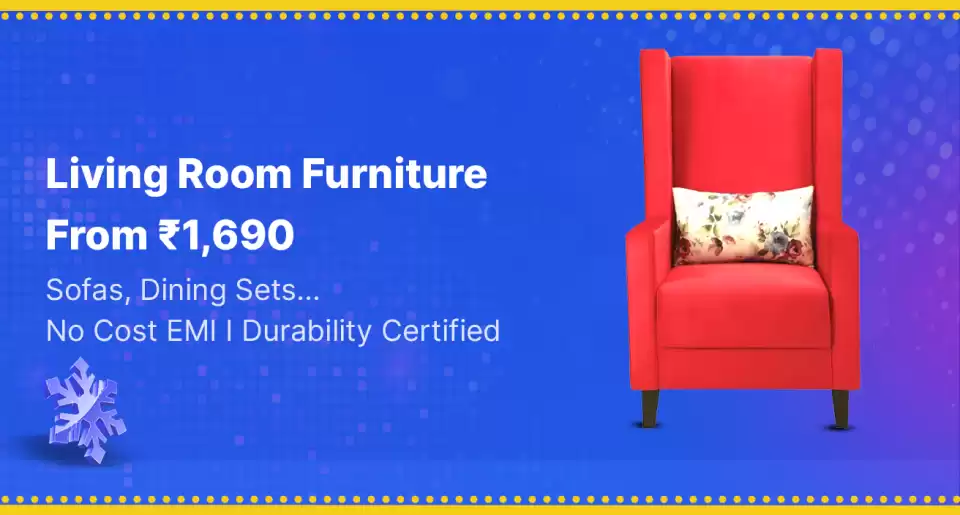 Living Room Furniture
From ₹1,690
Sofas, Dining Sets...
No Cost EMI I Durability Certified